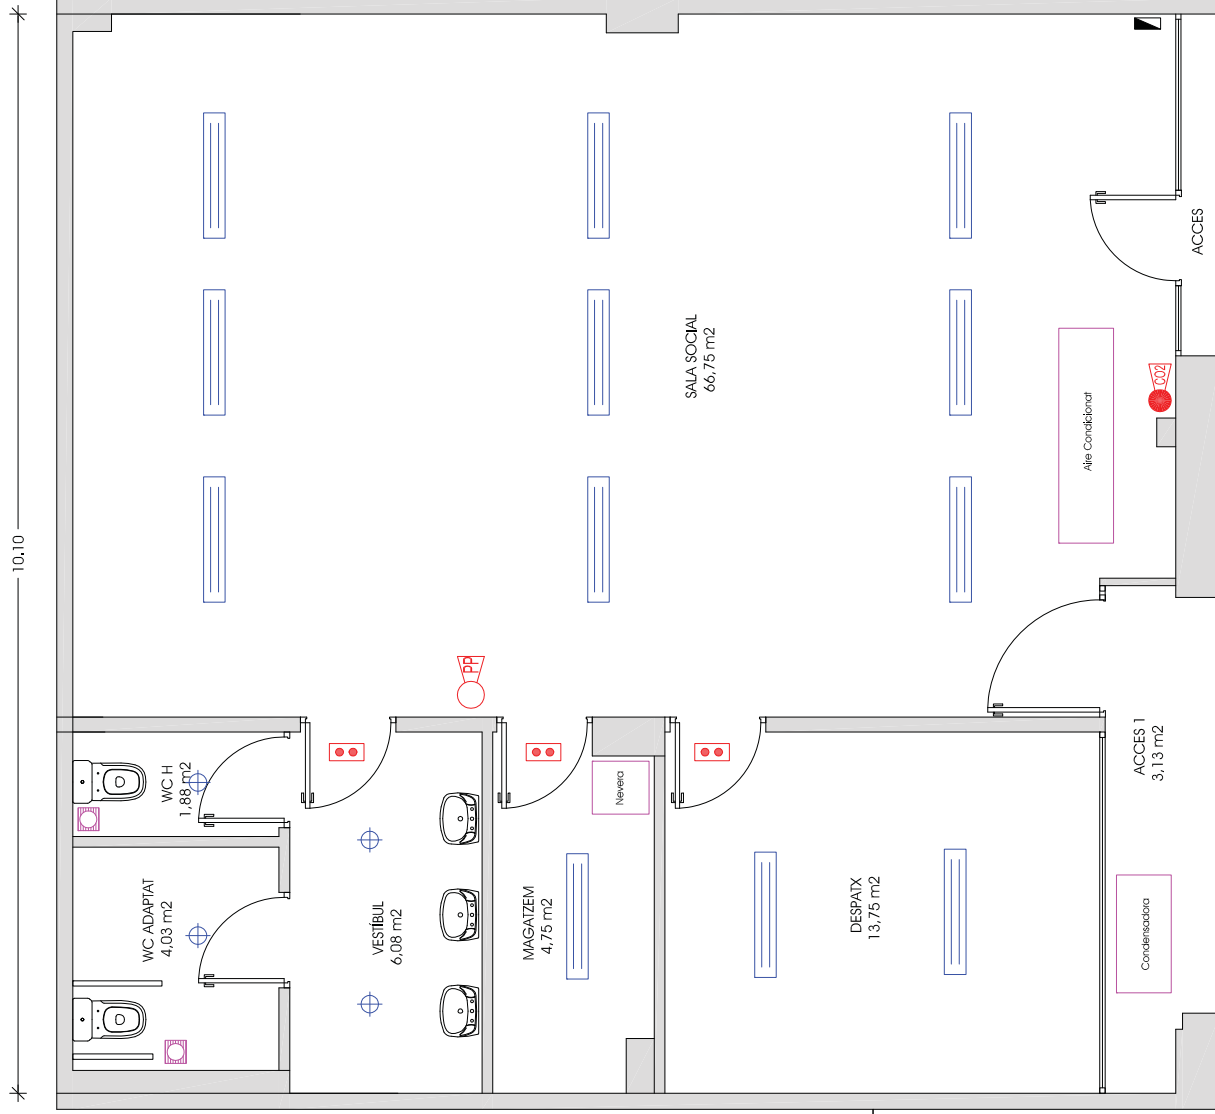 10.10
SALA SOCIAL
66,75 m2
ACCES
CO2
Aire Condicionat
PP
WC H
1,88 m2
Nevera
ACCES 1
3,13 m2
WC ADAPTAT
4,03 m2
VESTÍBUL
6,08 m2
MAGATZEM
4,75 m2
DESPATX
13,75 m2
Condensadora